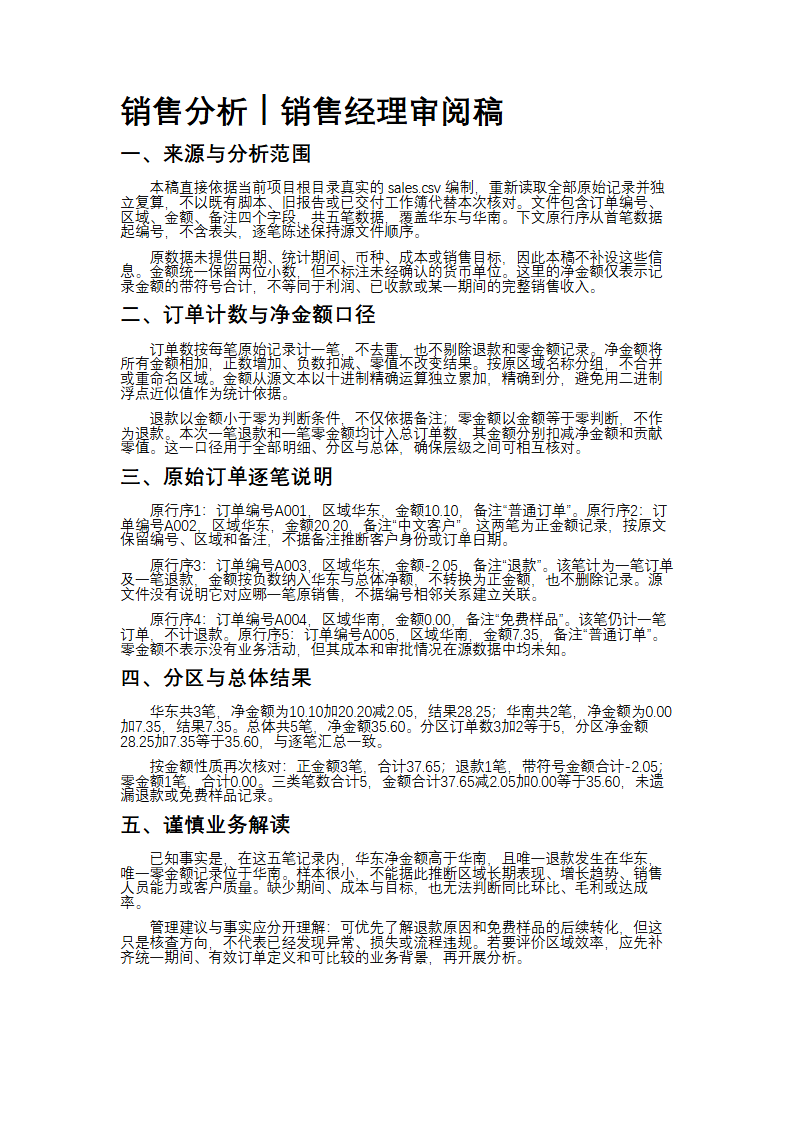 销售分析｜销售经理审阅稿
一、来源与分析范围
本稿直接依据当前项目根目录真实的 sales.csv 编制，重新读取全部原始记录并独
立复算，不以既有脚本、旧报告或已交付工作簿代替本次核对。文件包含订单编号、
区域、金额、备注四个字段，共五笔数据，覆盖华东与华南。下文原行序从首笔数据
起编号，不含表头，逐笔陈述保持源文件顺序。
原数据未提供日期、统计期间、币种、成本或销售目标，因此本稿不补设这些信
息。金额统一保留两位小数，但不标注未经确认的货币单位。这里的净金额仅表示记
录金额的带符号合计，不等同于利润、已收款或某一期间的完整销售收入。
二、订单计数与净金额口径
订单数按每笔原始记录计一笔，不去重，也不剔除退款和零金额记录。净金额将
所有金额相加，正数增加、负数扣减、零值不改变结果。按原区域名称分组，不合并
或重命名区域。金额从源文本以十进制精确运算独立累加，精确到分，避免用二进制
浮点近似值作为统计依据。
退款以金额小于零为判断条件，不仅依据备注；零金额以金额等于零判断，不作
为退款。本次一笔退款和一笔零金额均计入总订单数，其金额分别扣减净金额和贡献
零值。这一口径用于全部明细、分区与总体，确保层级之间可相互核对。
三、原始订单逐笔说明
原行序1：订单编号A001，区域华东，金额10.10，备注“普通订单”。原行序2：订
单编号A002，区域华东，金额20.20，备注“中文客户”。这两笔为正金额记录，按原文
保留编号、区域和备注，不据备注推断客户身份或订单日期。
原行序3：订单编号A003，区域华东，金额-2.05，备注“退款”。该笔计为一笔订单
及一笔退款，金额按负数纳入华东与总体净额，不转换为正金额，也不删除记录。源
文件没有说明它对应哪一笔原销售，不据编号相邻关系建立关联。
原行序4：订单编号A004，区域华南，金额0.00，备注“免费样品”。该笔仍计一笔
订单，不计退款。原行序5：订单编号A005，区域华南，金额7.35，备注“普通订单”。
零金额不表示没有业务活动，但其成本和审批情况在源数据中均未知。
四、分区与总体结果
华东共3笔，净金额为10.10加20.20减2.05，结果28.25；华南共2笔，净金额为0.00
加7.35，结果7.35。总体共5笔，净金额35.60。分区订单数3加2等于5，分区净金额
28.25加7.35等于35.60，与逐笔汇总一致。
按金额性质再次核对：正金额3笔，合计37.65；退款1笔，带符号金额合计-2.05；
零金额1笔，合计0.00。三类笔数合计5，金额合计37.65减2.05加0.00等于35.60，未遗
漏退款或免费样品记录。
五、谨慎业务解读
已知事实是，在这五笔记录内，华东净金额高于华南，且唯一退款发生在华东，
唯一零金额记录位于华南。样本很小，不能据此推断区域长期表现、增长趋势、销售
人员能力或客户质量。缺少期间、成本与目标，也无法判断同比环比、毛利或达成
率。
管理建议与事实应分开理解：可优先了解退款原因和免费样品的后续转化，但这
只是核查方向，不代表已经发现异常、损失或流程违规。若要评价区域效率，应先补
齐统一期间、有效订单定义和可比较的业务背景，再开展分析。